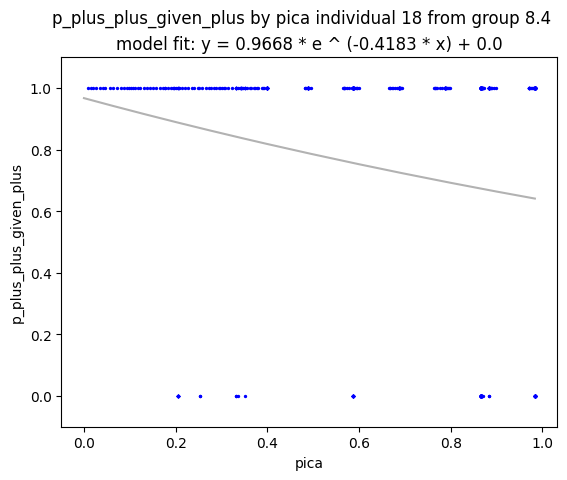 p_plus_plus_given_plus by pica individual 18 from group 8.4
model fit: y = 0.9668 * e ^ (-0.4183 * x) + 0.0
p_plus_plus_given_plus
1.0
0.8
0.6
0.4
0.2
0.0
0.0 0.2 0.4 0.6 0.8 1.0
pica